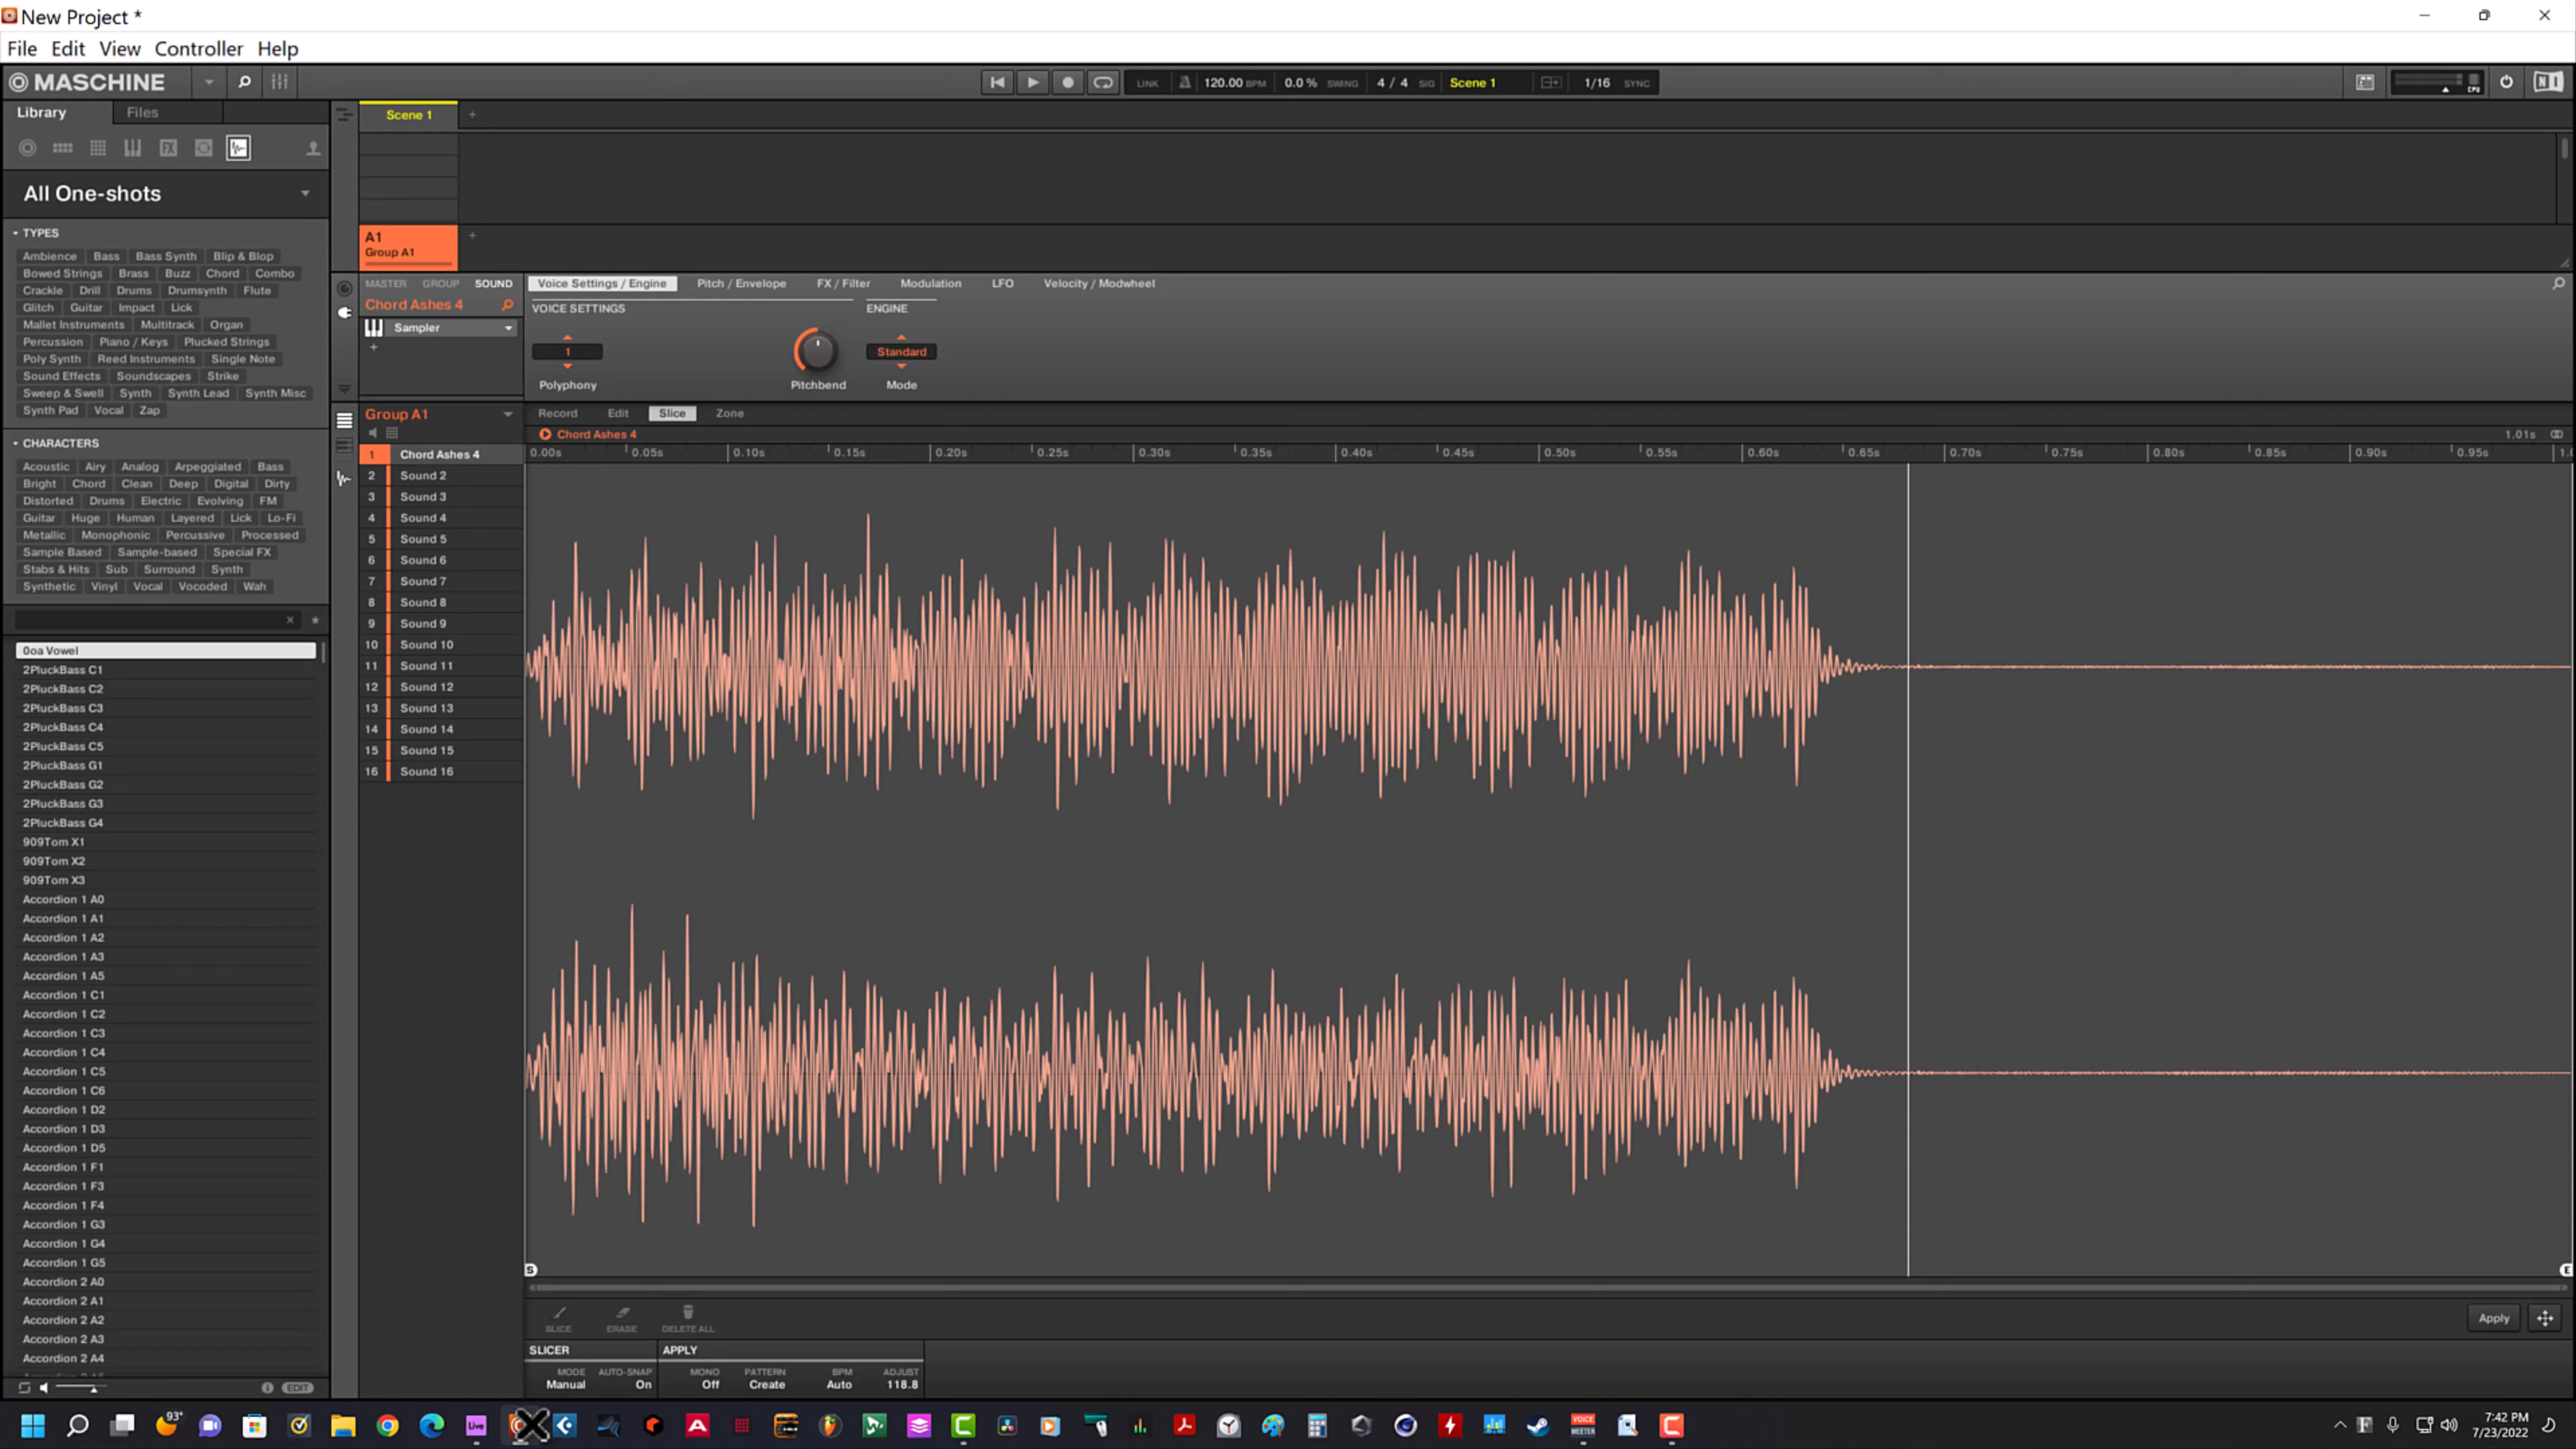 New Project *
File Edit View Controller Help
MASCHINE
LINK 120.00 BPM 0.0 % SWING 4 / 4 SIG Scene 1 1/16 SYNC
CPU
Library Files
Scene 1 +
FX
All One-shots
A1 +
Group A1
TYPES
Ambience Bass Bass Synth Blip & Blop
Bowed Strings Brass Buzz Chord Combo
Crackle Drill Drums Drumsynth Flute
Glitch Guitar Impact Lick
Mallet Instruments Multitrack Organ
Percussion Piano / Keys Plucked Strings
Poly Synth Reed Instruments Single Note
Sound Effects Soundscapes Strike
Sweep & Swell Synth Synth Lead Synth Misc
Synth Pad Vocal Zap
CHARACTERS
Acoustic Airy Analog Arpeggiated Bass
Bright Chord Clean Deep Digital Dirty
Distorted Drums Electric Evolving FM
Guitar Huge Human Layered Lick Lo-Fi
Metallic Monophonic Percussive Processed
Sample Based Sample-based Special FX
Stabs & Hits Sub Surround Synth
Synthetic Vinyl Vocal Vocoded Wah
0oa Vowel
2PluckBass C1
2PluckBass C2
2PluckBass C3
2PluckBass C4
2PluckBass C5
2PluckBass G1
2PluckBass G2
2PluckBass G3
2PluckBass G4
909Tom X1
909Tom X2
909Tom X3
Accordion 1 A0
Accordion 1 A1
Accordion 1 A2
Accordion 1 A3
Accordion 1 A5
Accordion 1 C1
Accordion 1 C2
Accordion 1 C3
Accordion 1 C4
Accordion 1 C5
Accordion 1 C6
Accordion 1 D2
Accordion 1 D3
Accordion 1 D5
Accordion 1 F1
Accordion 1 F3
Accordion 1 F4
Accordion 1 G3
Accordion 1 G4
Accordion 1 G5
Accordion 2 A0
Accordion 2 A1
Accordion 2 A2
Accordion 2 A3
Accordion 2 A4
EDIT
MASTER GROUP SOUND
Chord Ashes 4
Sampler
+
Voice Settings / Engine Pitch / Envelope FX / Filter Modulation LFO Velocity / Modwheel
VOICE SETTINGS ENGINE
1 Standard
Polyphony Pitchbend Mode
Group A1
1 Chord Ashes 4
2 Sound 2
3 Sound 3
4 Sound 4
5 Sound 5
6 Sound 6
7 Sound 7
8 Sound 8
9 Sound 9
10 Sound 10
11 Sound 11
12 Sound 12
13 Sound 13
14 Sound 14
15 Sound 15
16 Sound 16
Record Edit Slice Zone
Chord Ashes 4 1.01s
0.00s 0.05s 0.10s 0.15s 0.20s 0.25s 0.30s 0.35s 0.40s 0.45s 0.50s 0.55s 0.60s 0.65s 0.70s 0.75s 0.80s 0.85s 0.90s 0.95s
S E
SLICE ERASE DELETE ALL Apply
SLICER APPLY
MODE AUTO-SNAP MONO PATTERN BPM ADJUST
Manual On Off Create Auto 118.8
93°
Live
VOICE MEETER
7:42 PM
7/23/2022